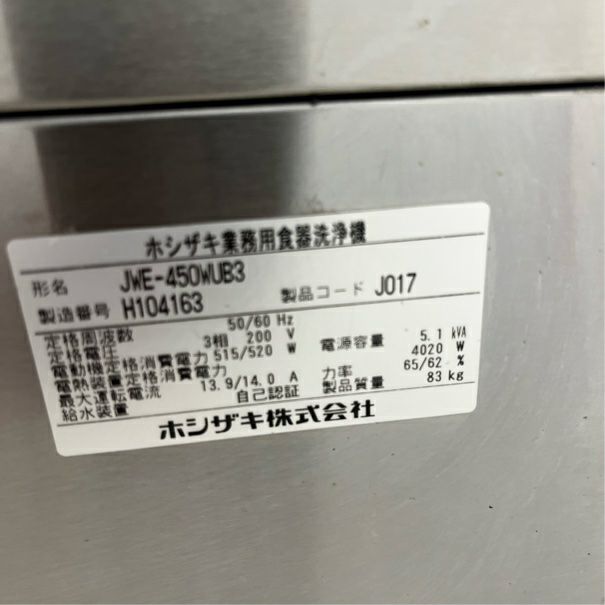 ホシザキ業務用食器洗浄機
形名 JWE-450WUB3
製造番号 H104163 製品コード J017
定格周波数 50/60 Hz
定格電圧 3相 200 V 電源容量 5.1 kVA
電動機定格消費電力 515/520 W
電熱装置定格消費電力 4020 W
最大運転電流 13.9/14.0 A 力率 65/62 %
給水装置 自己認証 製品質量 83 kg
ホシザキ株式会社